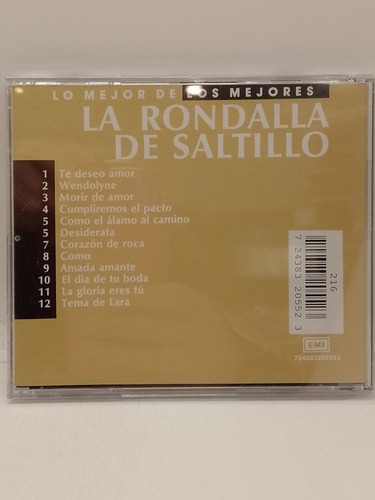 LO MEJOR DE LOS MEJORES
LA RONDALLA
DE SALTILLO
1 Te deseo amor
2 Wendolyne
3 Morir de amor
4 Cumpliremos el pacto
5 Como el álamo al camino
5 Desiderata
7 Corazón de roca
8 Como
9 Amada amante
10 El día de tu boda
11 La gloria eres tú
12 Tema de Lara
216
7 24383 20552 3
EMI